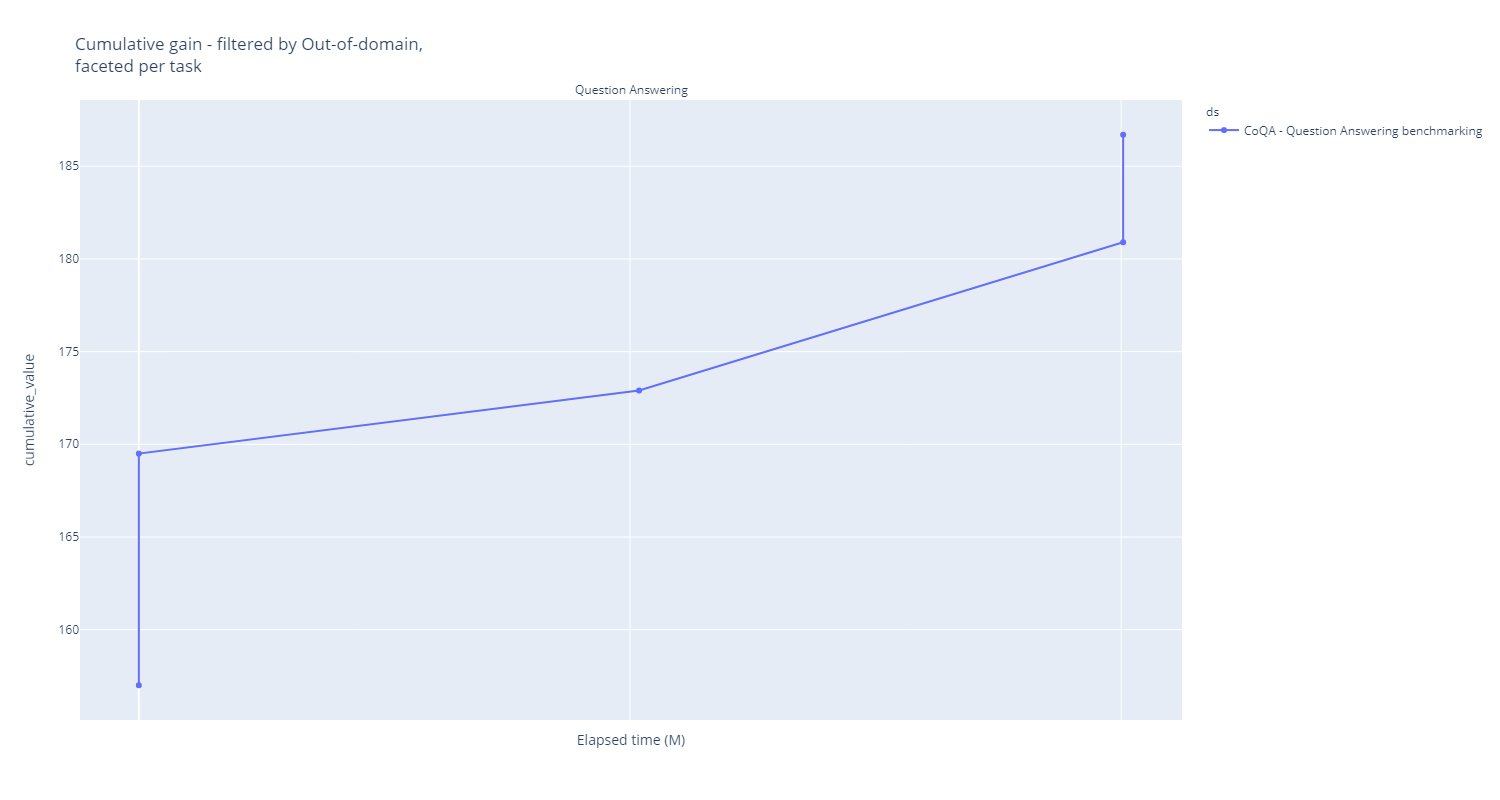 Cumulative gain - filtered by Out-of-domain,
faceted per task
Question Answering
ds
CoQA - Question Answering benchmarking
185
180
175
170
165
160
cumulative_value
Elapsed time (M)